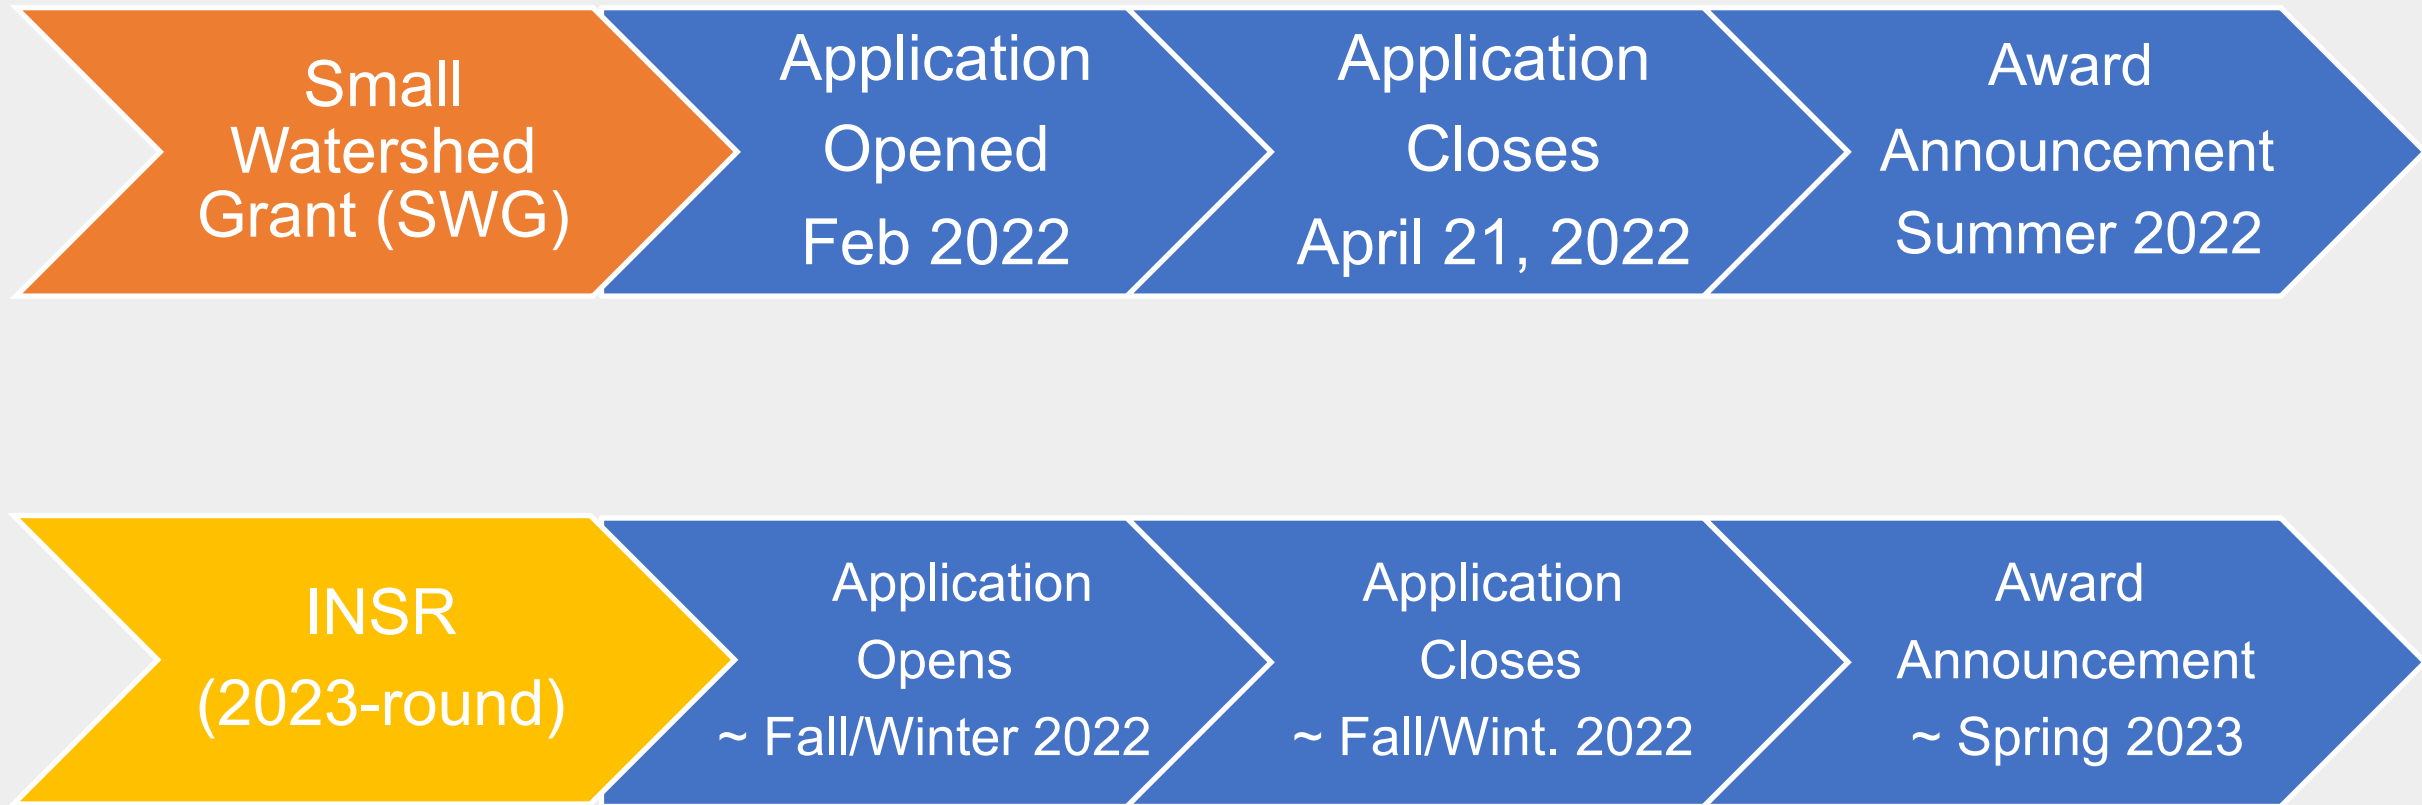 Small
Watershed
Grant (SWG)
Application
Opened
Feb 2022
Application
Closes
April 21, 2022
Award
Announcement
Summer 2022
INSR
(2023-round)
Application
Opens
~ Fall/Winter 2022
Application
Closes
~ Fall/Wint. 2022
Award
Announcement
~ Spring 2023